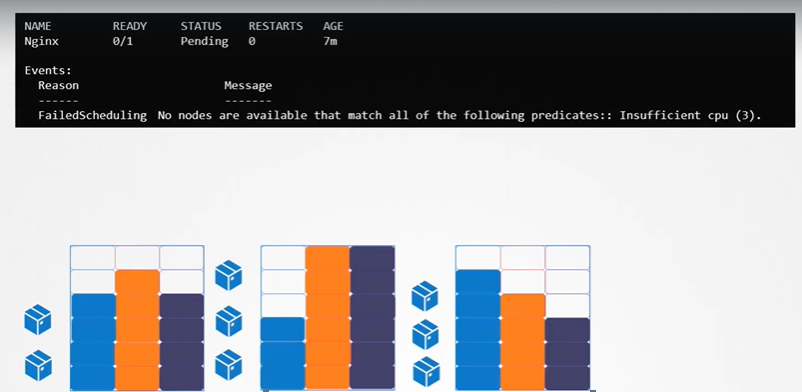 NAME READY STATUS RESTARTS AGE
Nginx 0/1 Pending 0 7m
Events:
Reason Message
------ -------
FailedScheduling No nodes are available that match all of the following predicates:: Insufficient cpu (3).